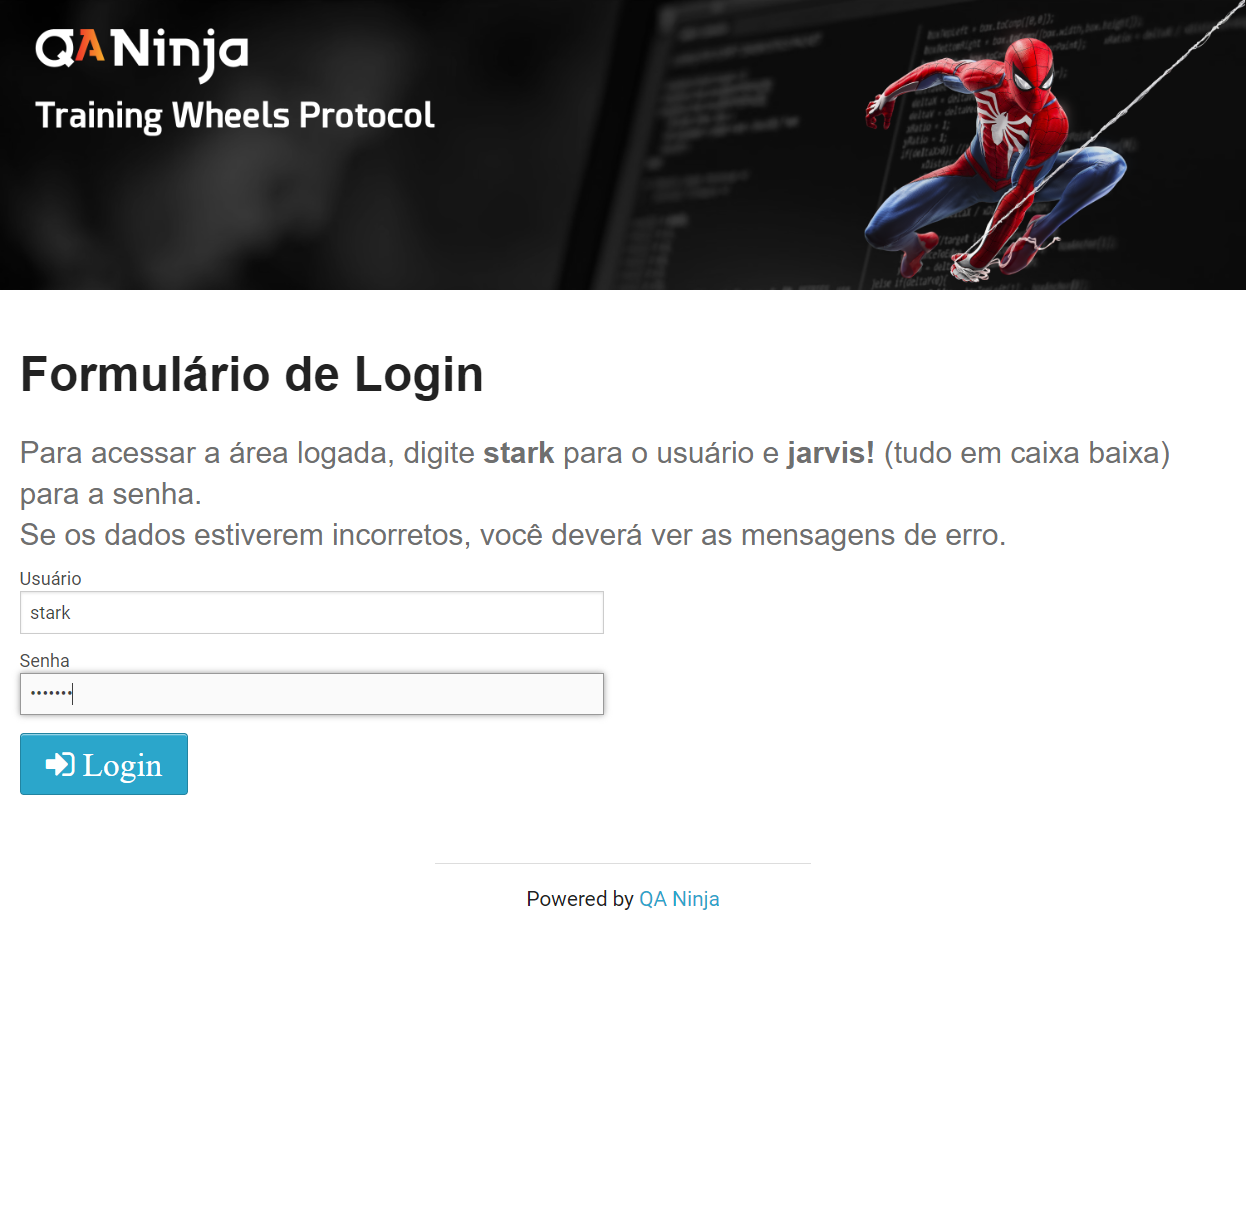 QA Ninja
Training Wheels Protocol
Formulário de Login
Para acessar a área logada, digite stark para o usuário e jarvis! (tudo em caixa baixa)
para a senha.
Se os dados estiverem incorretos, você deverá ver as mensagens de erro.
Usuário
stark
Senha
•••••••
Login
Powered by QA Ninja